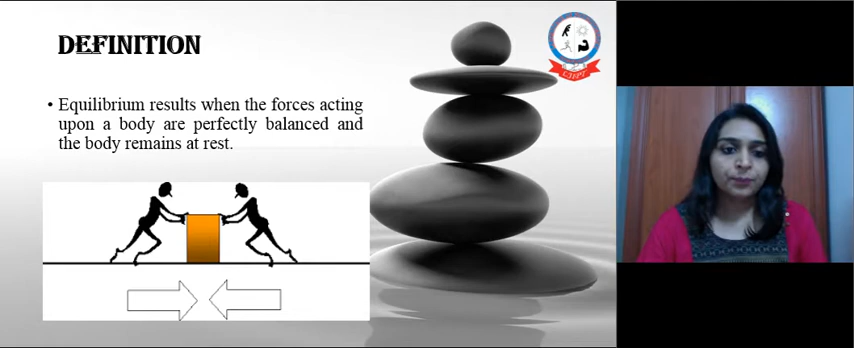 DEFINITION
• Equilibrium results when the forces acting
upon a body are perfectly balanced and
the body remains at rest.